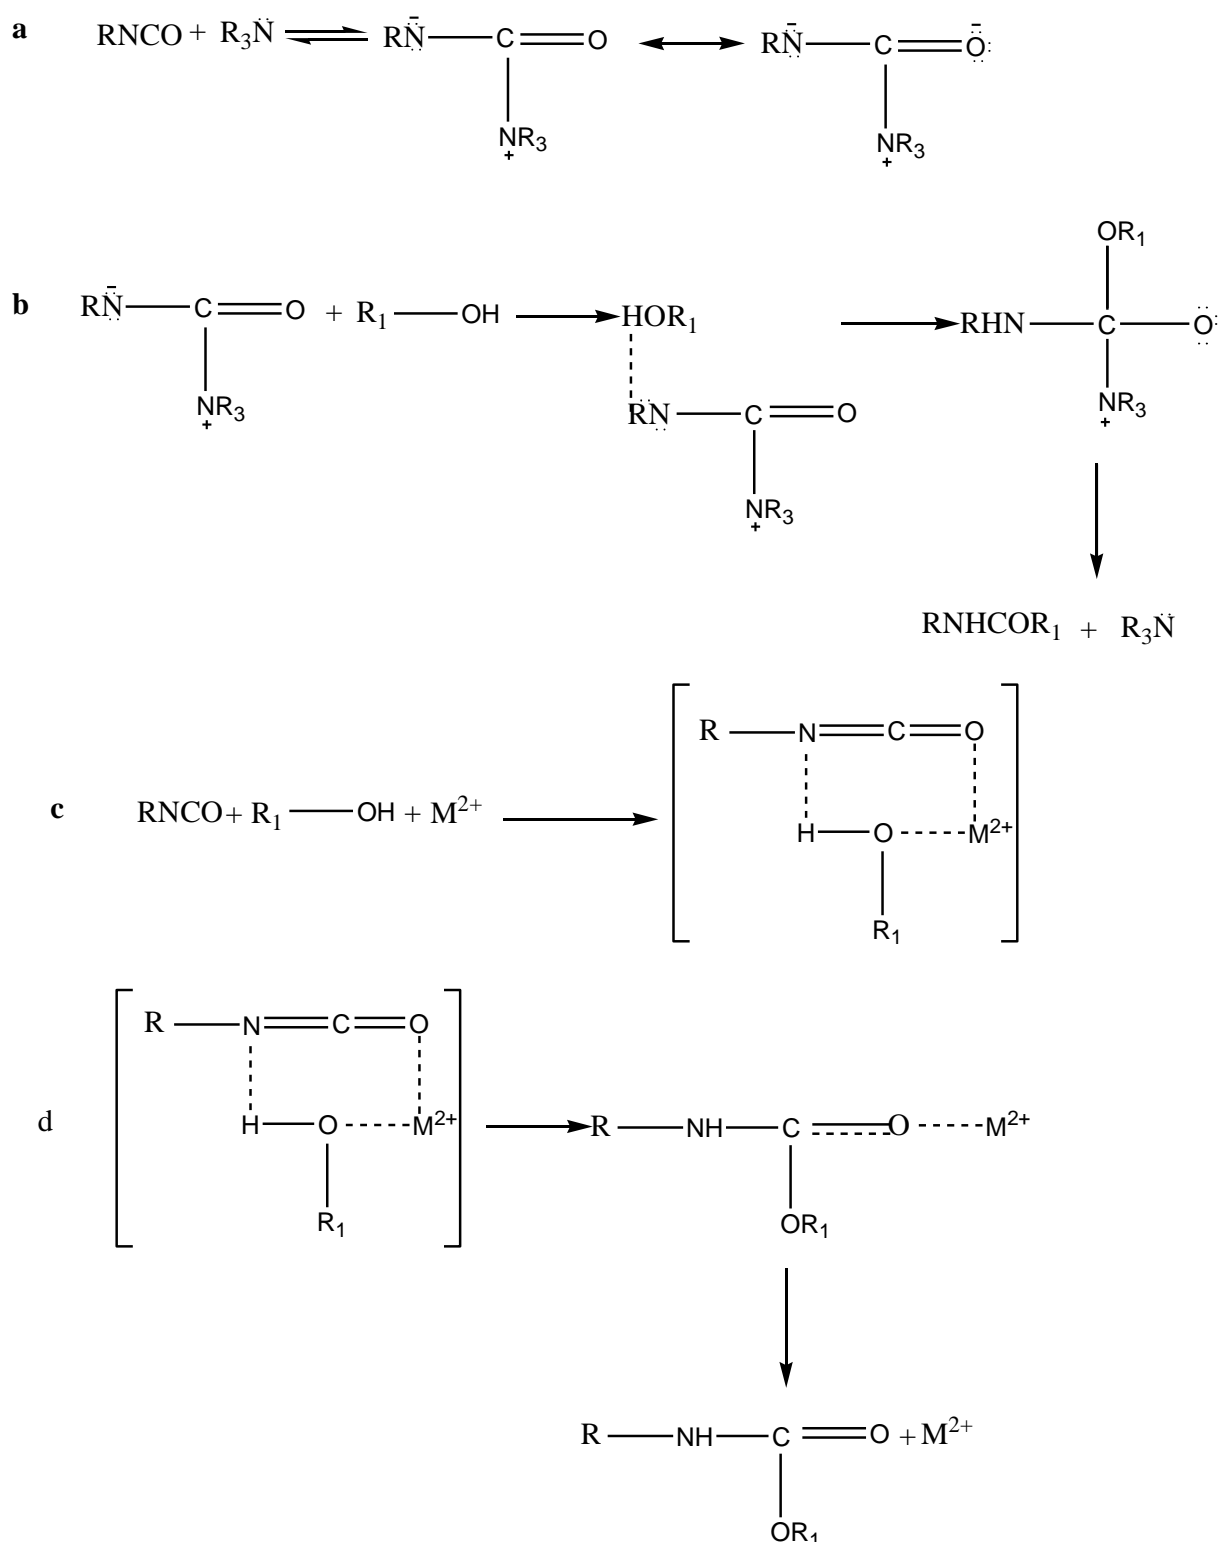 a RNCO + R3N̈ RN̄ C O RN̄ C Ō
NR3 NR3
+ +
OR1
b RN̄ C O + R1 OH HOR1 RHN C O
NR3 NR3
+ +
RN C O
NR3
+
RNHCOR1 + R3N̈
R N C O
c RNCO + R1 OH + M2+ H O M2+
R1
R N C O
d H O M2+ R NH C O M2+
R1 OR1
R NH C O + M2+
OR1